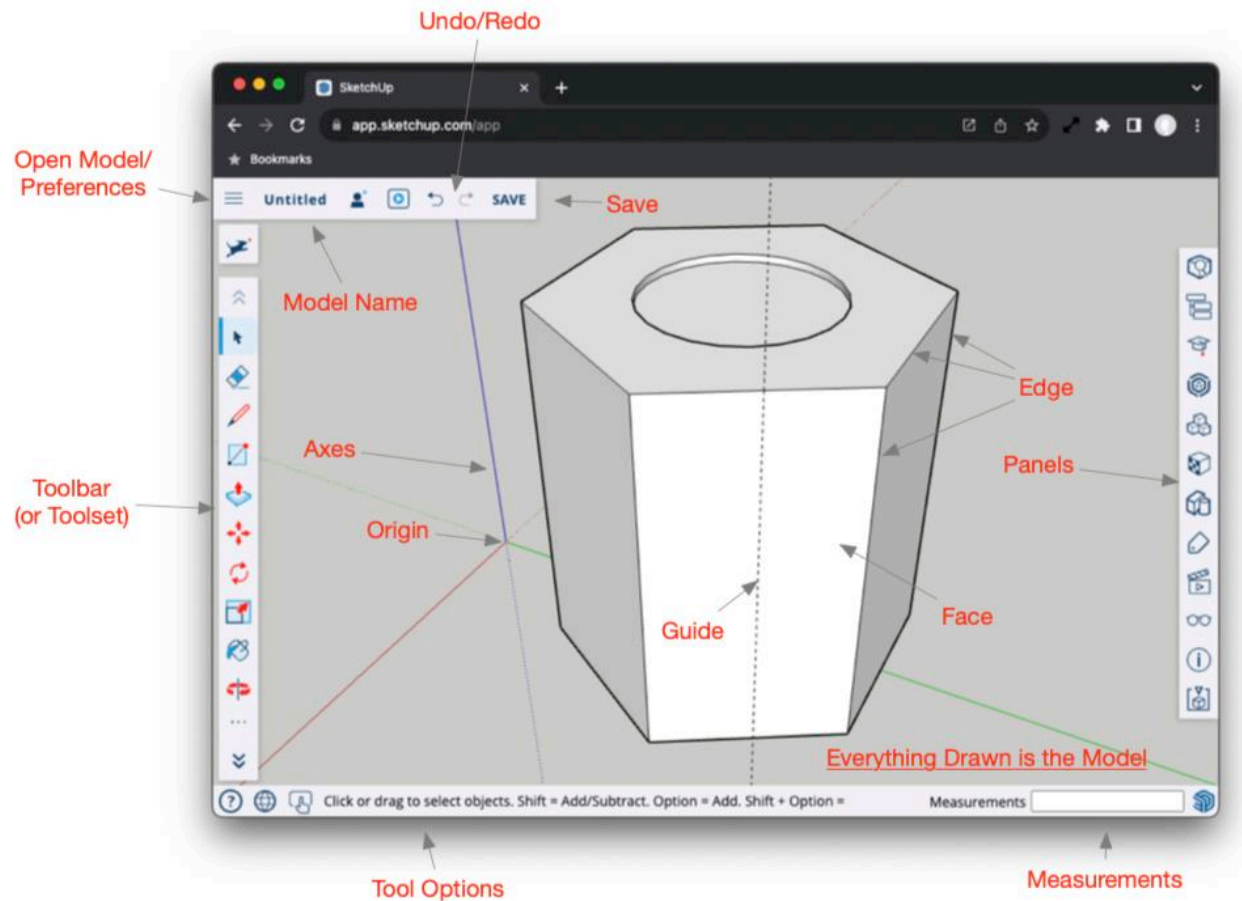 Undo/Redo
SketchUp
app.sketchup.com/app
Bookmarks
Open Model/
Preferences
Untitled
SAVE
Save
Model Name
Edge
Axes
Panels
Toolbar
(or Toolset)
Origin
Guide
Face
Everything Drawn is the Model
Click or drag to select objects. Shift = Add/Subtract. Option = Add. Shift + Option =
Measurements
Tool Options
Measurements